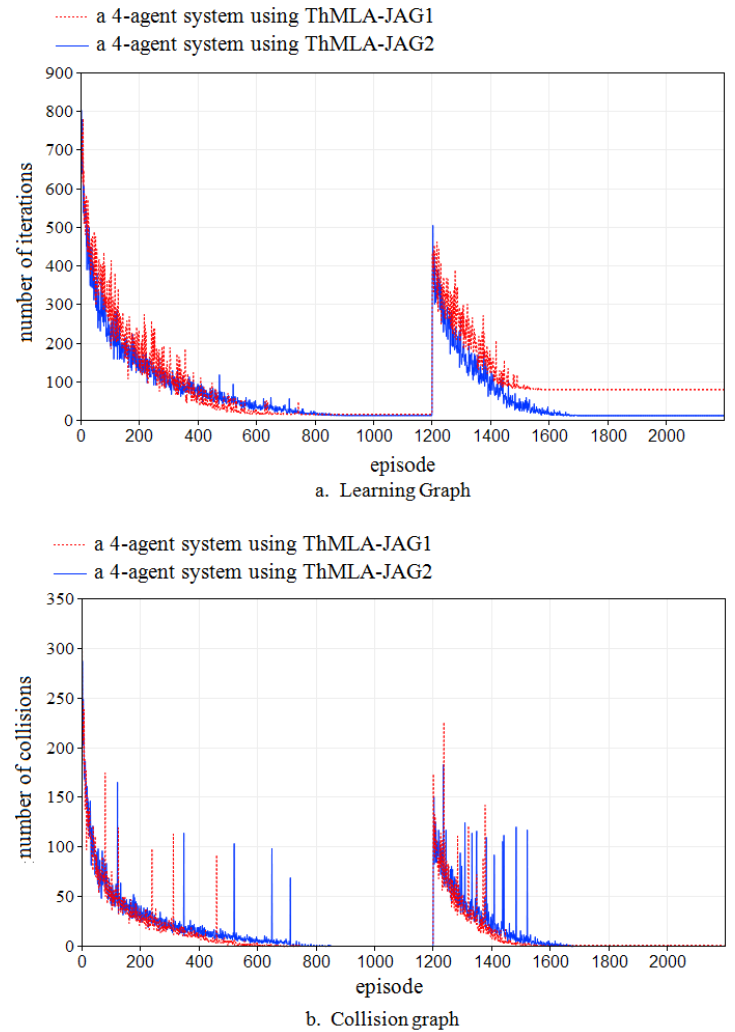 a 4-agent system using ThMLA-JAG1
a 4-agent system using ThMLA-JAG2
900
800
700
600
500
400
300
200
100
0
number of iterations
0 200 400 600 800 1000 1200 1400 1600 1800 2000
episode
a. Learning Graph
a 4-agent system using ThMLA-JAG1
a 4-agent system using ThMLA-JAG2
350
300
250
200
150
100
50
0
number of collisions
0 200 400 600 800 1000 1200 1400 1600 1800 2000
episode
b. Collision graph